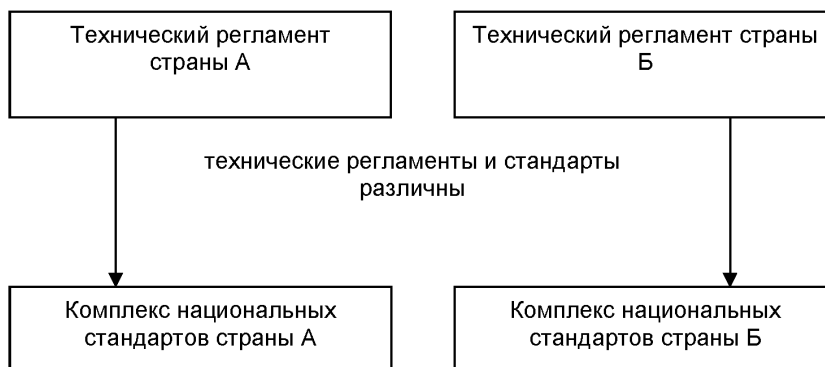 Технический регламент
страны А
Технический регламент страны
Б
технические регламенты и стандарты
различны
Комплекс национальных
стандартов страны А
Комплекс национальных
стандартов страны Б